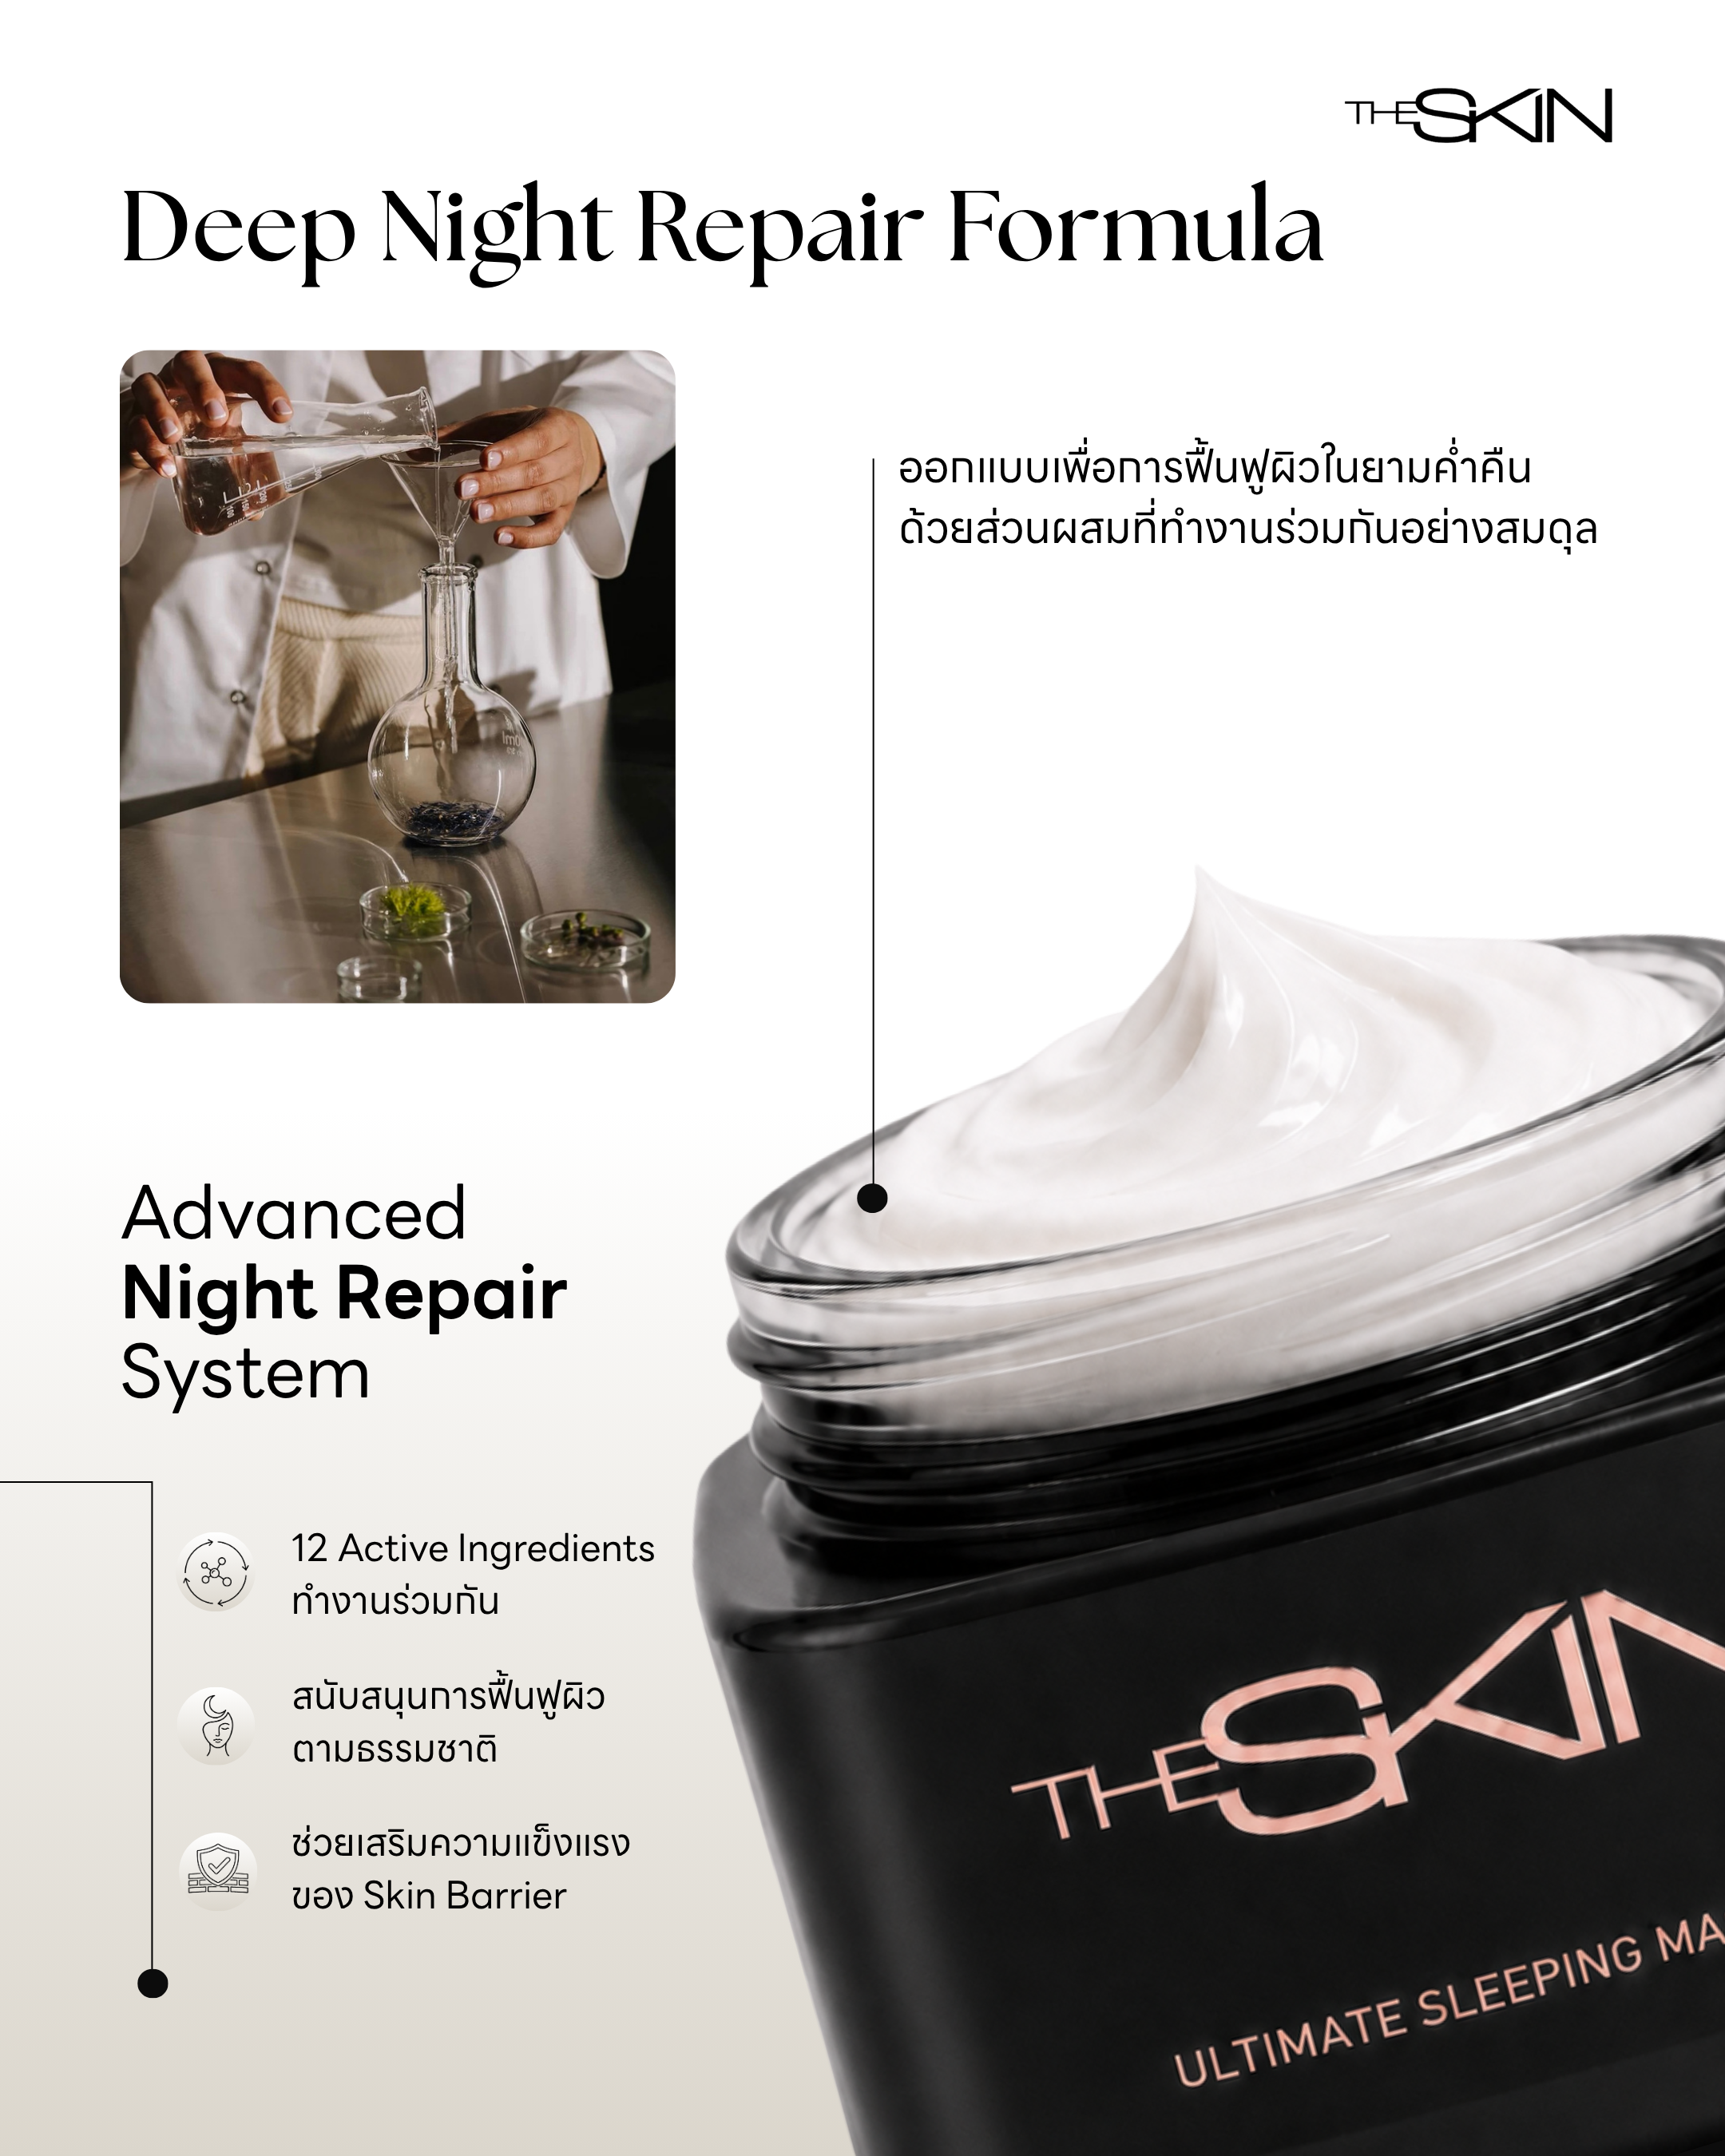 THE SKIN
Deep Night Repair Formula
ออกแบบเพื่อการฟื้นฟูผิวในยามค่ำคืน
ด้วยส่วนผสมที่ทำงานร่วมกันอย่างสมดุล
Advanced
Night Repair
System
12 Active Ingredients
ทำงานร่วมกัน
สนับสนุนการฟื้นฟูผิว
ตามธรรมชาติ
ช่วยเสริมความแข็งแรง
ของ Skin Barrier
THE SKIN
ULTIMATE SLEEPING MA